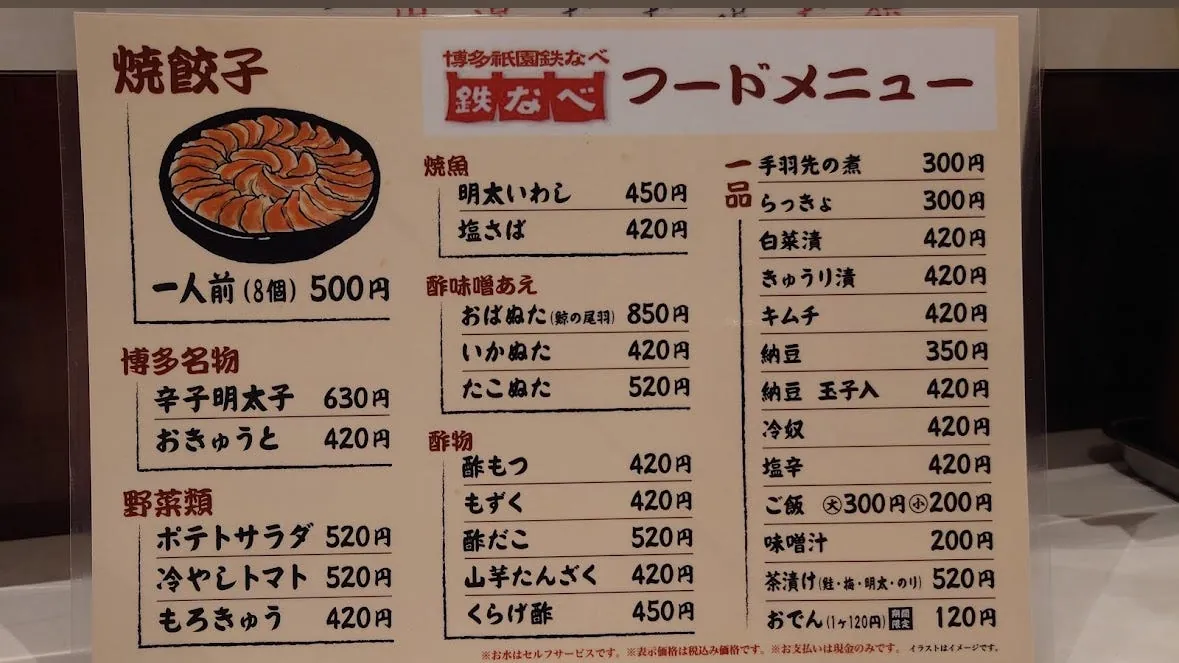 焼餃子
一人前(8個) 500円
博多名物
辛子明太子 630円
おきゅうと 420円
野菜類
ポテトサラダ 520円
冷やしトマト 520円
もろきゅう 420円
博多祇園鉄なべ
鉄なべ
フードメニュー
焼魚
明太いわし 450円
塩さば 420円
酢味噌あえ
おばぬた(鯨の尾羽) 850円
いかぬた 420円
たこぬた 520円
酢物
酢もつ 420円
もずく 420円
酢だこ 520円
山芋たんざく 420円
くらげ酢 450円
一品
手羽先の煮 300円
らっきょ 300円
白菜漬 420円
きゅうり漬 420円
キムチ 420円
納豆 350円
納豆 玉子入 420円
冷奴 420円
塩辛 420円
ご飯 ㊤300円㊦200円
味噌汁 200円
茶漬け(鮭・梅・明太・のり) 520円
おでん(1ヶ120円) 期間限定 120円
※お水はセルフサービスです。※表示価格は税込み価格です。※お支払いは現金のみです。 イラストはイメージです。